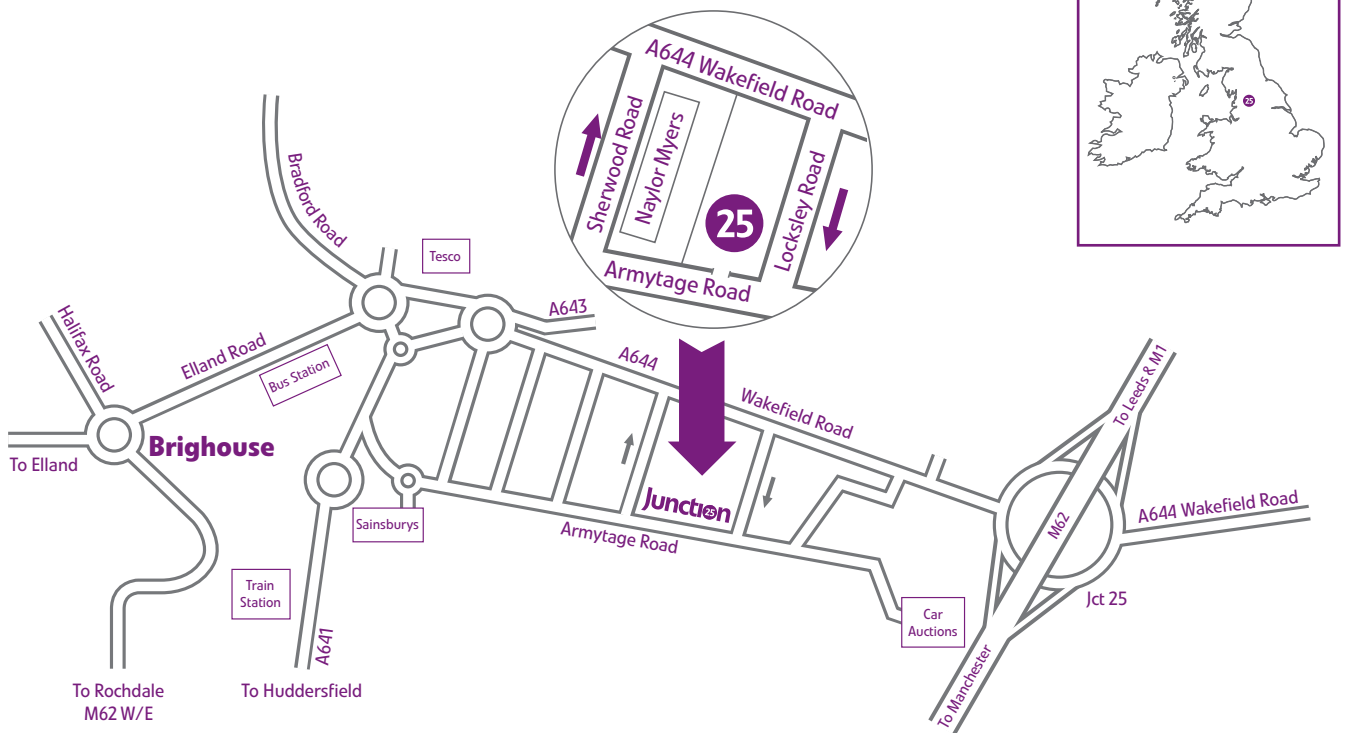 25
A644 Wakefield Road
Sherwood Road
Naylor Myers
25
Locksley Road
Armytage Road
Bradford Road
Tesco
A643
Halifax Road
Elland Road
Bus Station
A644
Wakefield Road
To Leeds & M1
Brighouse
To Elland
Junction
25
Sainsburys
Armytage Road
M62
A644 Wakefield Road
Jct 25
Train
Station
Car
Auctions
A641
To Manchester
To Rochdale
M62 W/E
To Huddersfield